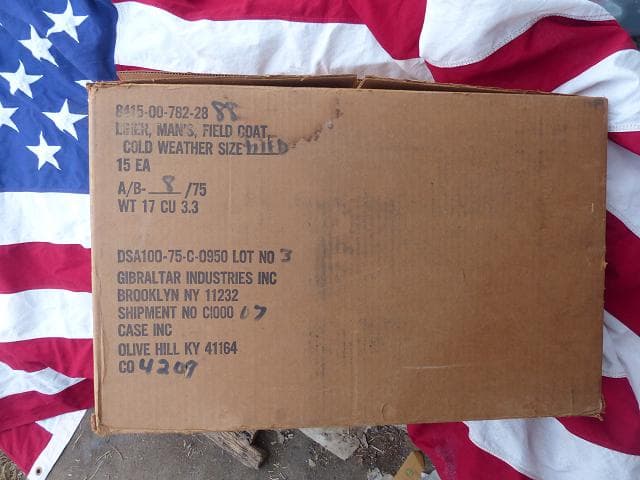 8415-00-782-28 88
LINER, MAN'S, FIELD COAT,
COLD WEATHER SIZE
15 EA
A/B- 8 /75
WT 17 CU 3.3
DSA100-75-C-0950 LOT NO 3
GIBRALTAR INDUSTRIES INC
BROOKLYN NY 11232
SHIPMENT NO CI000 07
CASE INC
OLIVE HILL KY 41164
CO 4209